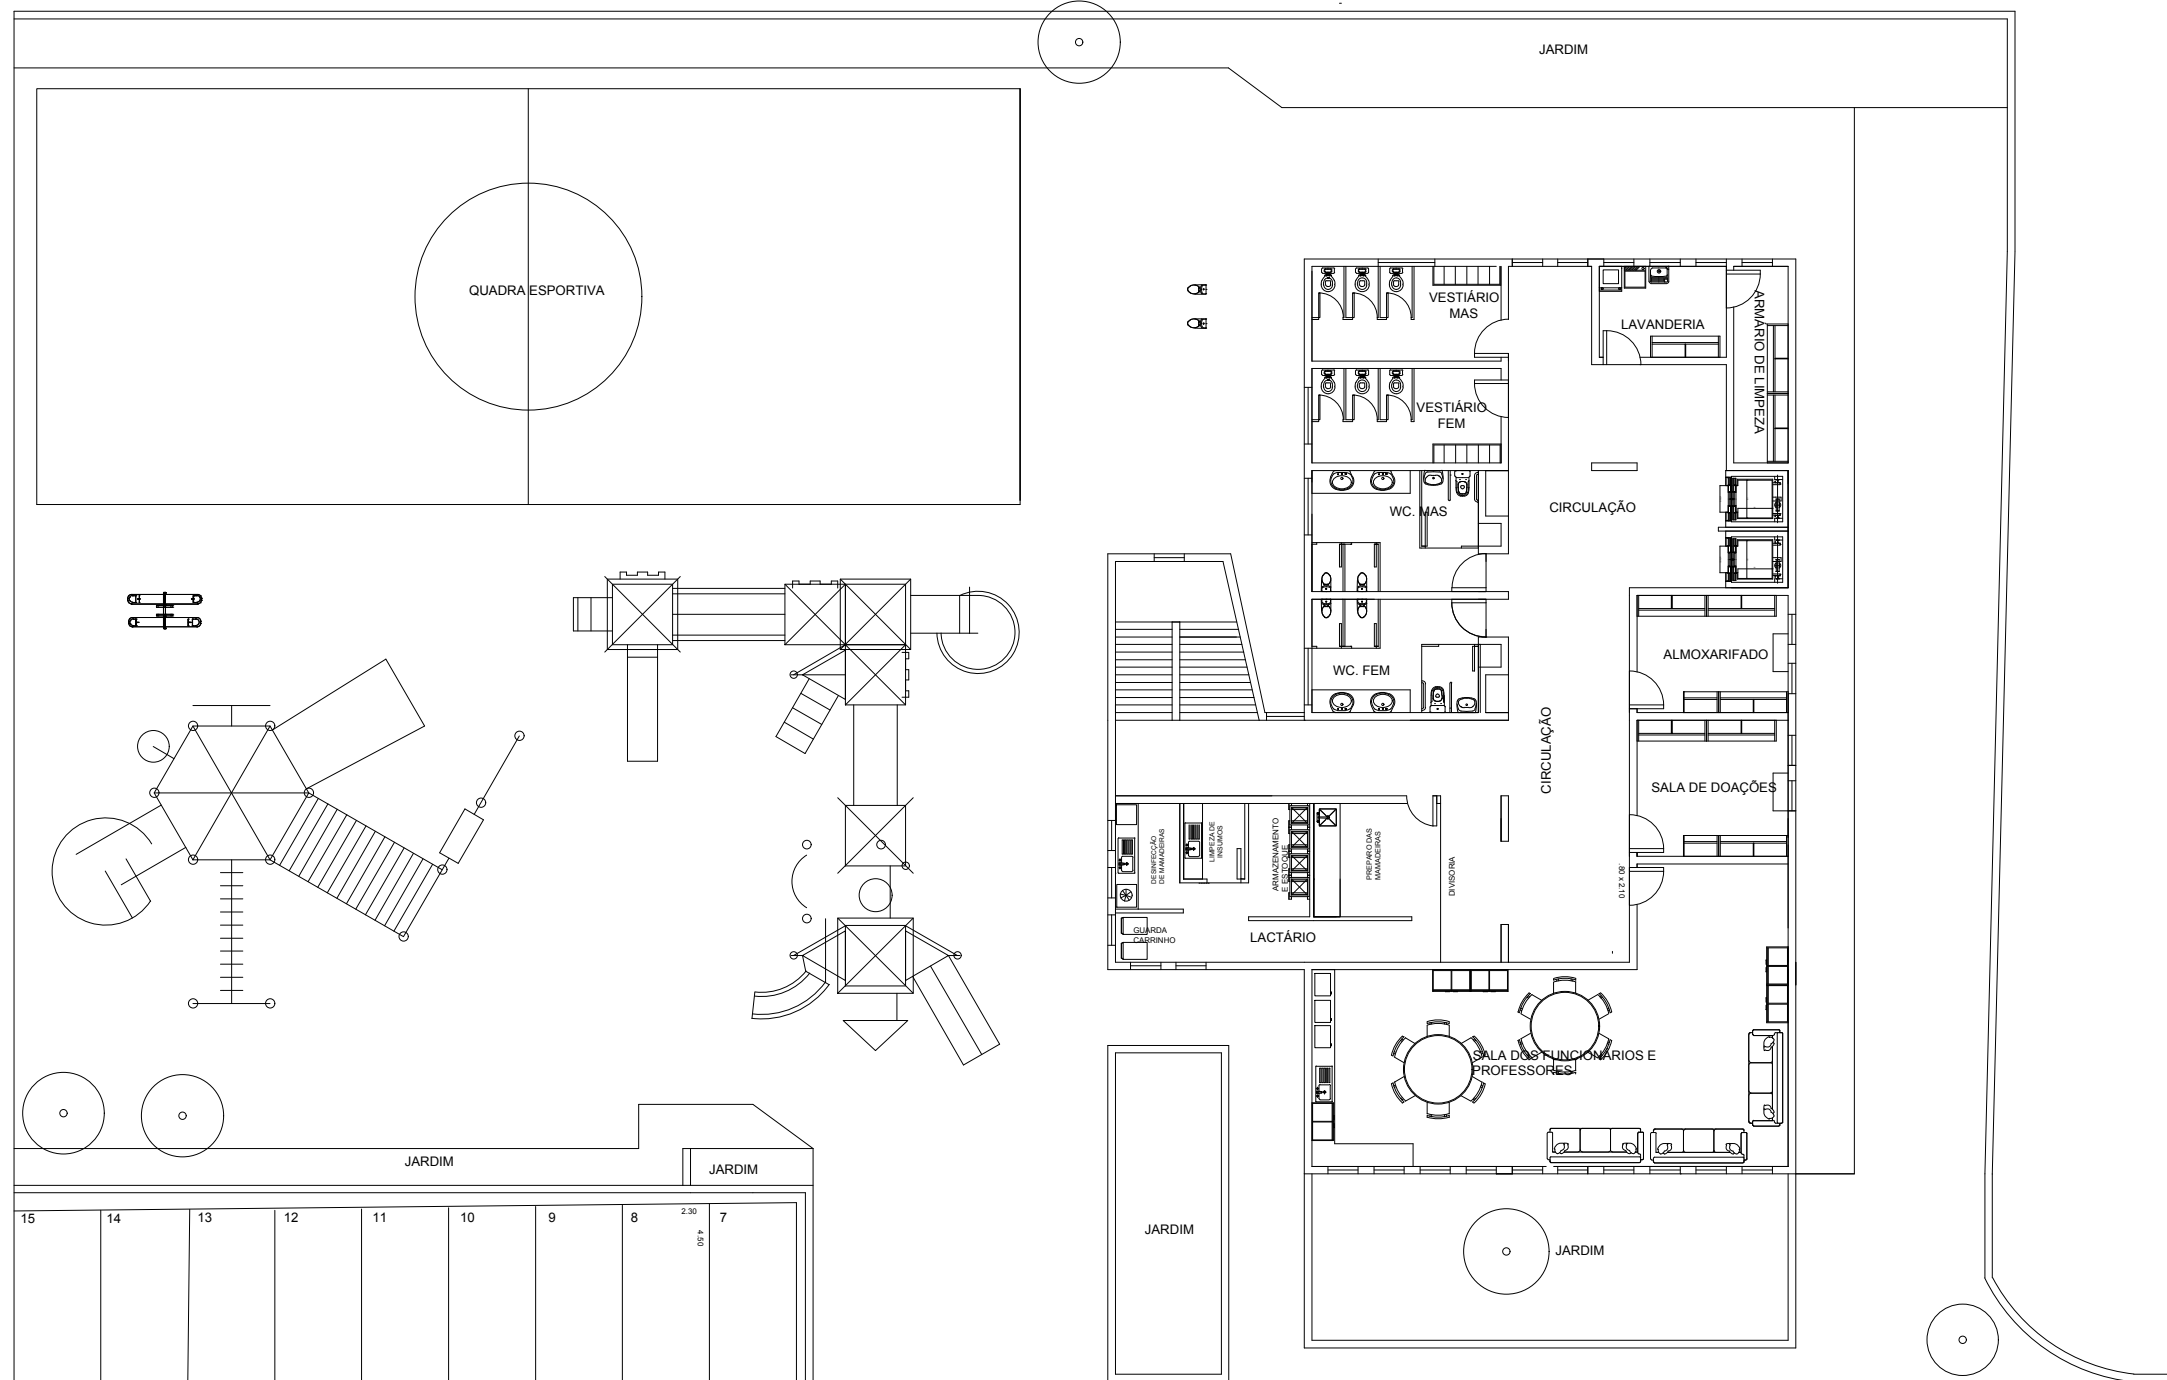 JARDIM
QUADRA ESPORTIVA
VESTIÁRIO
MAS
LAVANDERIA
ARMÁRIO DE LIMPEZA
VESTIÁRIO
FEM
WC. MAS
CIRCULAÇÃO
WC. FEM
ALMOXARIFADO
CIRCULAÇÃO
SALA DE DOAÇÕES
DESINFECÇÃO
DE MAMADEIRAS
LIMPEZA DE
INSUMOS
ARMAZENAMENTO
E ESTOQUE
PREPARO DAS
MAMADEIRAS
DIVISORIA
.80 x 2.10
GUARDA
CARRINHO
LACTÁRIO
SALA DOS FUNCIONÁRIOS E
PROFESSORES
JARDIM
JARDIM
15
14
13
12
11
10
9
8
2.30
4.50
7
JARDIM
JARDIM